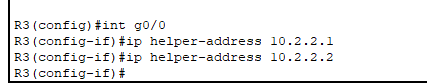 R3(config)#int g0/0
R3(config-if)#ip helper-address 10.2.2.1
R3(config-if)#ip helper-address 10.2.2.2
R3(config-if)#